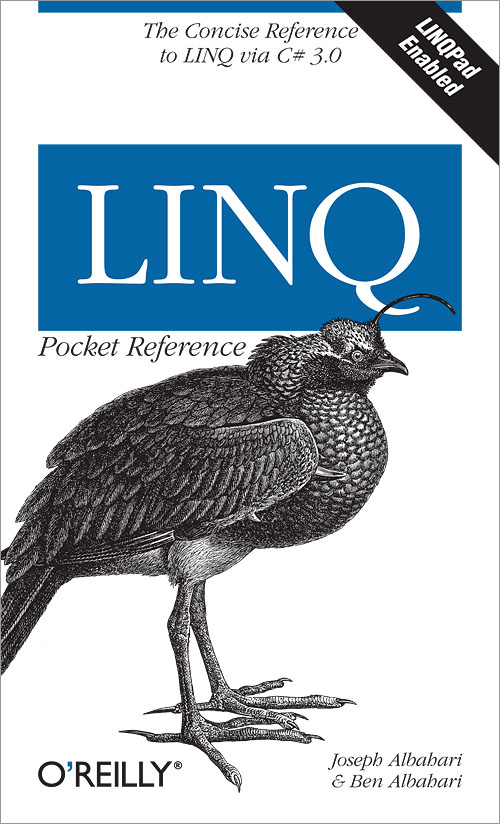 The Concise Reference
to LINQ via C# 3.0
LINQPad
Enabled
LINQ
Pocket Reference
Joseph Albahari
& Ben Albahari
O'REILLY®